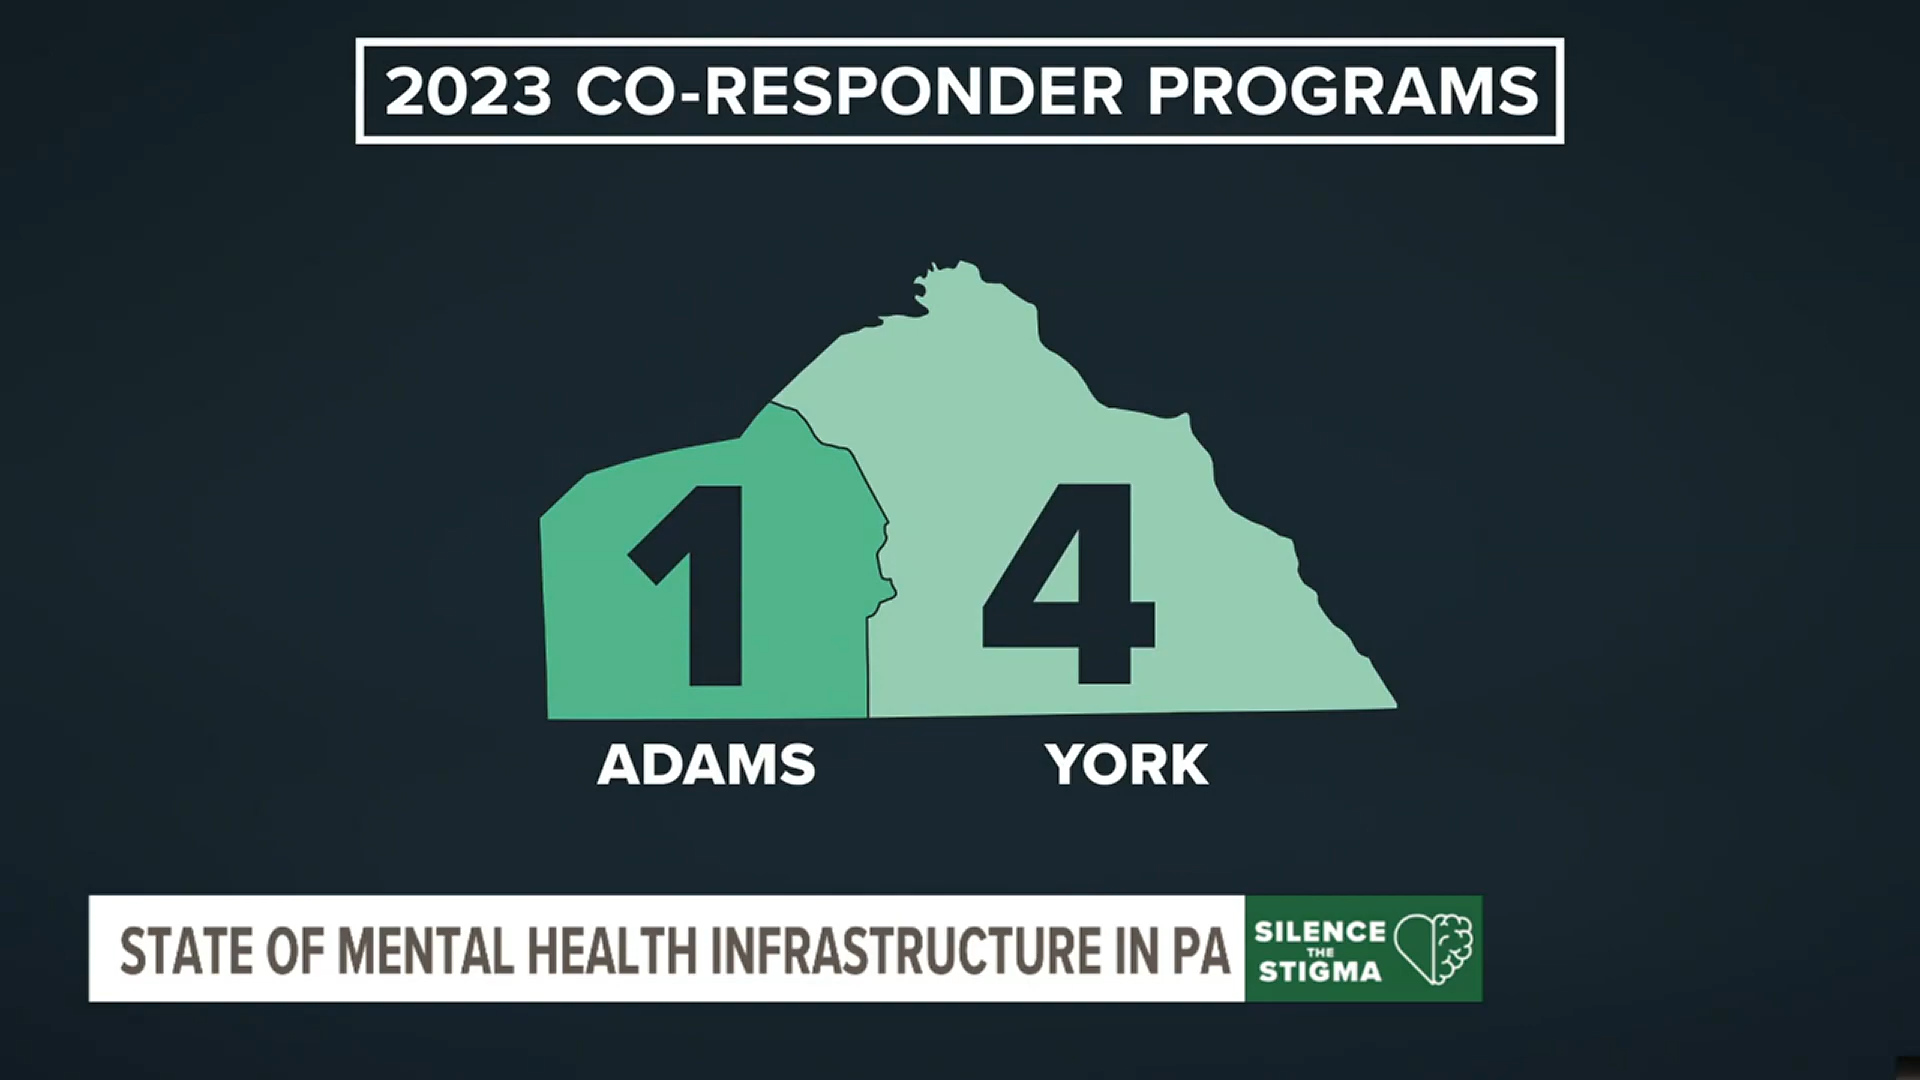 2023 CO-RESPONDER PROGRAMS
1
4
ADAMS
YORK
STATE OF MENTAL HEALTH INFRASTRUCTURE IN PA
SILENCE
THE
STIGMA